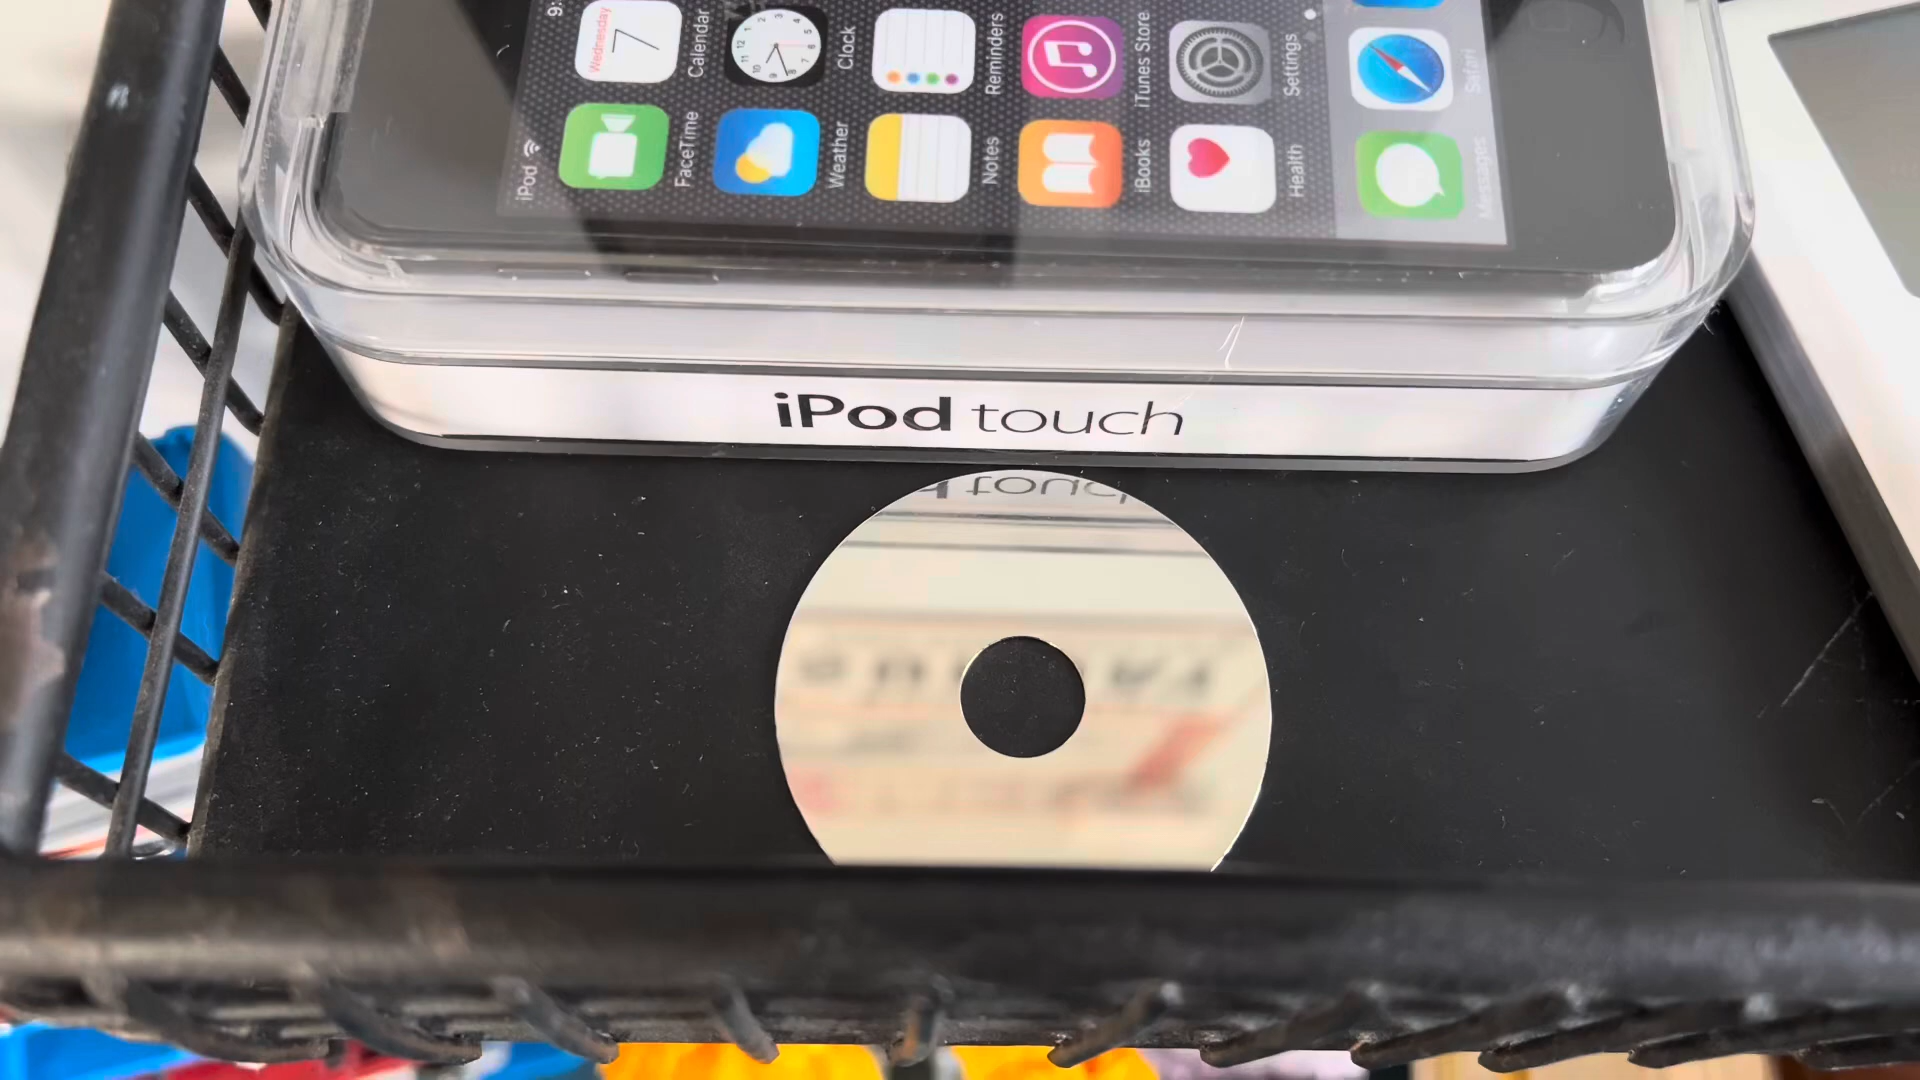 9:
Wednesday
7
Calendar
Clock
Reminders
iTunes Store
Settings
Safari
iPod
FaceTime
Weather
Notes
iBooks
Health
Messages
iPod touch